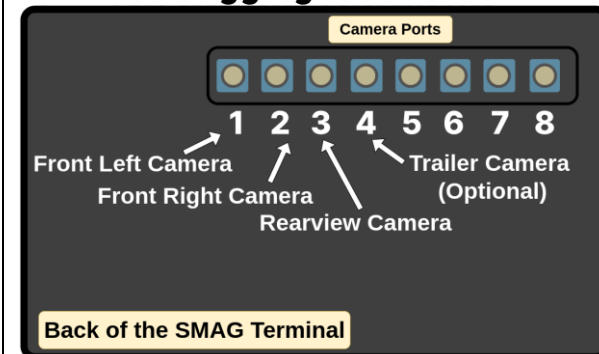 Camera Ports
1 2 3 4 5 6 7 8
Front Left Camera
Trailer Camera
(Optional)
Front Right Camera
Rearview Camera
Back of the SMAG Terminal